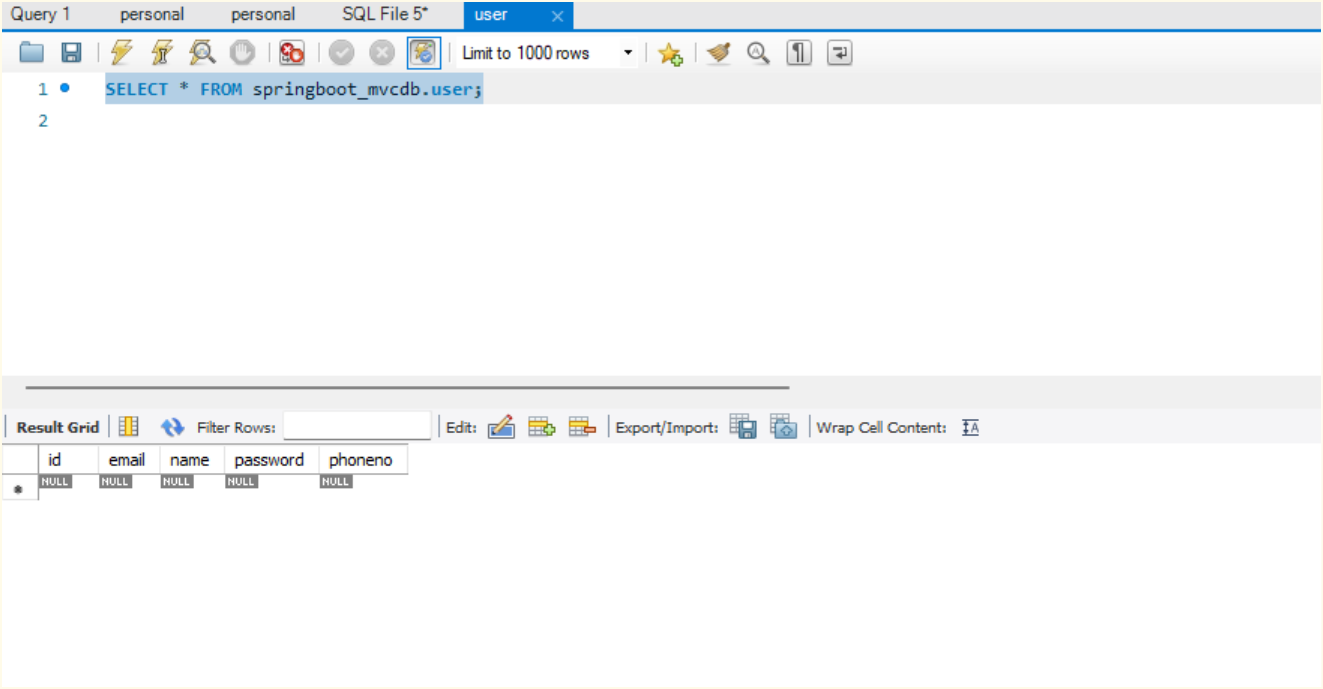 Query 1 personal personal SQL File 5* user
Limit to 1000 rows
1 SELECT * FROM springboot_mvcdb.user;
2
Result Grid Filter Rows: Edit: Export/Import: Wrap Cell Content:
id email name password phoneno
NULL NULL NULL NULL NULL